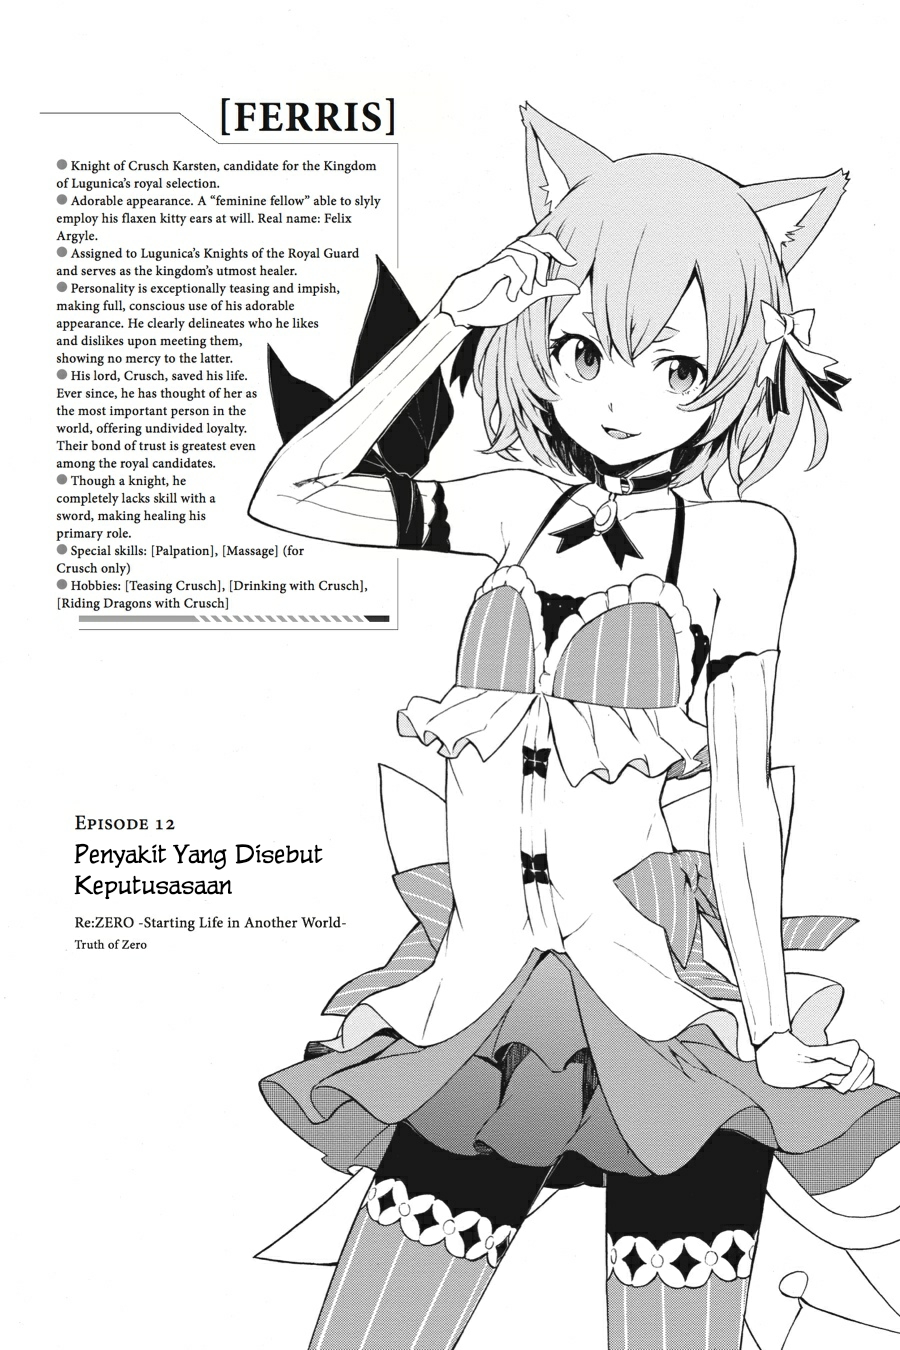 [FERRIS]
● Knight of Crusch Karsten, candidate for the Kingdom
of Lugunica's royal selection.
● Adorable appearance. A “feminine fellow” able to slyly
employ his flaxen kitty ears at will. Real name: Felix
Argyle.
● Assigned to Lugunica's Knights of the Royal Guard
and serves as the kingdom's utmost healer.
● Personality is exceptionally teasing and impish,
making full, conscious use of his adorable
appearance. He clearly delineates who he likes
and dislikes upon meeting them,
showing no mercy to the latter.
● His lord, Crusch, saved his life.
Ever since, he has thought of her as
the most important person in the
world, offering undivided loyalty.
Their bond of trust is greatest even
among the royal candidates.
● Though a knight, he
completely lacks skill with a
sword, making healing his
primary role.
● Special skills: [Palpation], [Massage] (for
Crusch only)
● Hobbies: [Teasing Crusch], [Drinking with Crusch],
[Riding Dragons with Crusch]
EPISODE 12
Penyakit Yang Disebut
Keputusasaan
Re:ZERO -Starting Life in Another World-
Truth of Zero